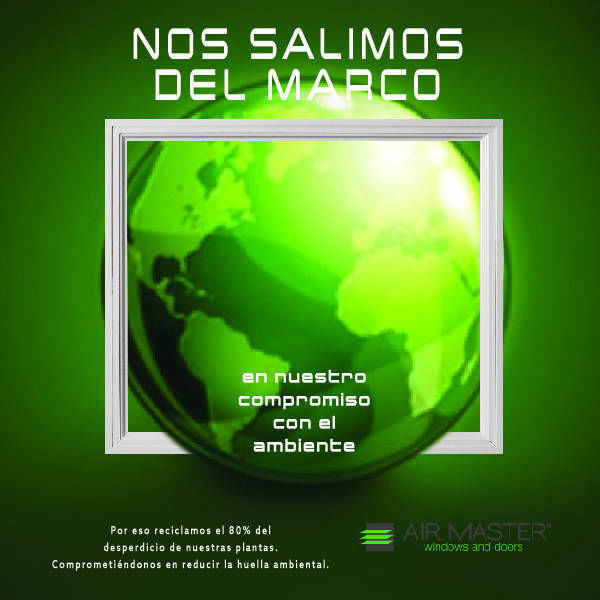 NOS SALIMOS
DEL MARCO
en nuestro
compromiso
con el
ambiente
Por eso reciclamos el 80% del
desperdicio de nuestras plantas.
Comprometiéndonos en reducir la huella ambiental.
AIR MASTER™
windows and doors